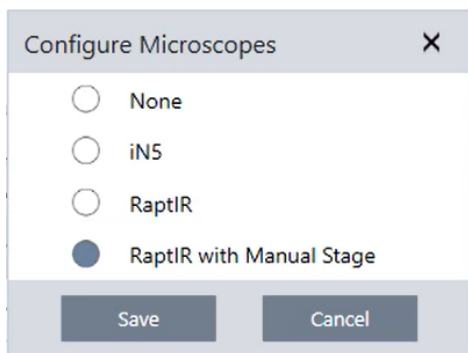 Configure Microscopes
None
iN5
RaptIR
RaptIR with Manual Stage
Save Cancel